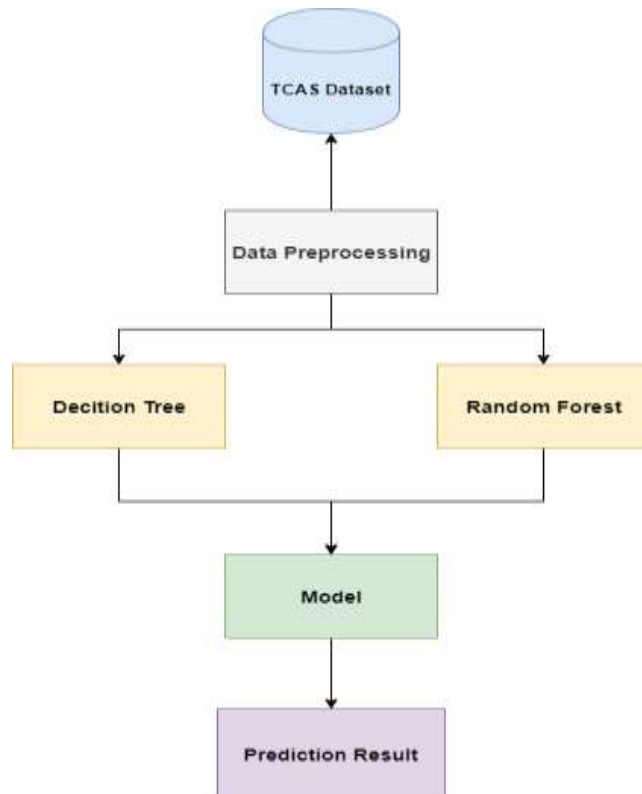 TCAS Dataset
Data Preprocessing
Decition Tree
Random Forest
Model
Prediction Result